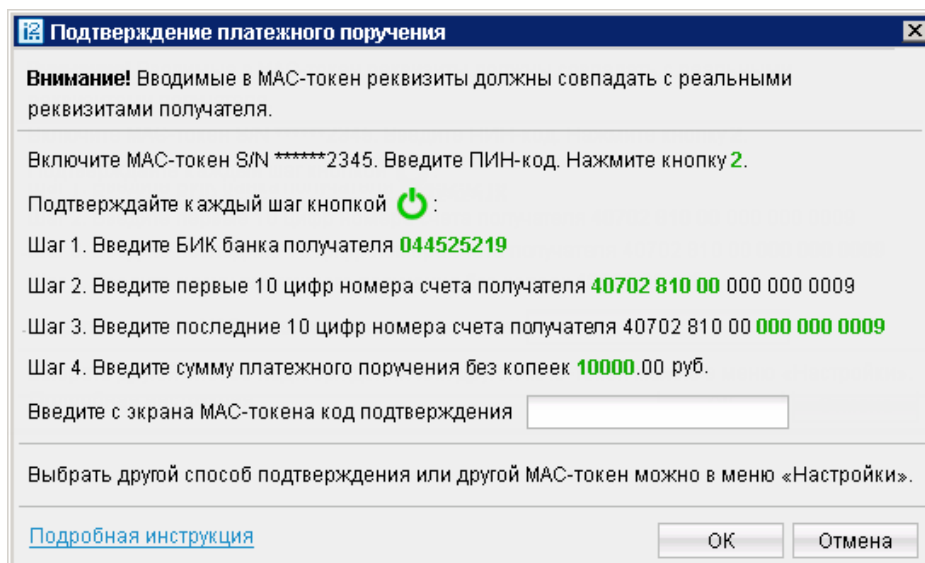 Подтверждение платежного поручения
Внимание! Вводимые в МАС-токен реквизиты должны совпадать с реальными
реквизитами получателя.
Включите МАС-токен S/N ******2345. Введите ПИН-код. Нажмите кнопку 2.
Подтверждайте каждый шаг кнопкой :
Шаг 1. Введите БИК банка получателя 044525219
Шаг 2. Введите первые 10 цифр номера счета получателя 40702 810 00 000 000 0009
Шаг 3. Введите последние 10 цифр номера счета получателя 40702 810 00 000 000 0009
Шаг 4. Введите сумму платежного поручения без копеек 10000.00 руб.
Введите с экрана МАС-токена код подтверждения
Выбрать другой способ подтверждения или другой МАС-токен можно в меню «Настройки».
Подробная инструкция
ОК
Отмена